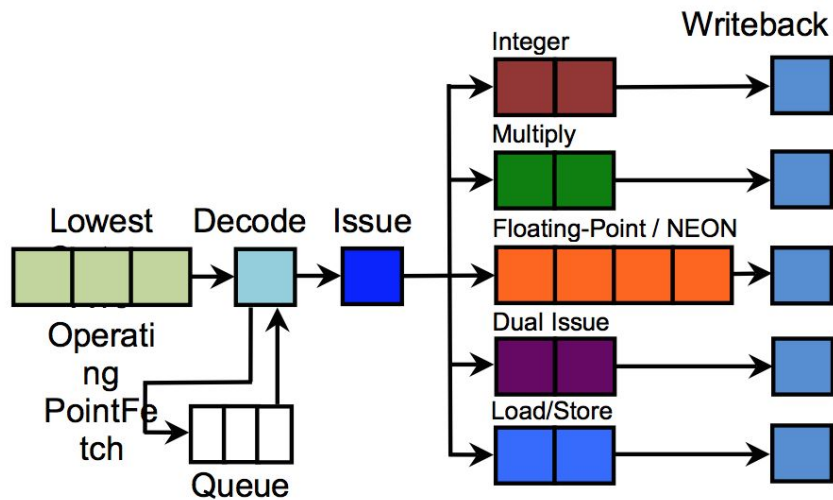 Writeback
Integer
Multiply
Lowest
Decode
Issue
Floating-Point / NEON
Operati
ng
PointFe
tch
Queue
Dual Issue
Load/Store